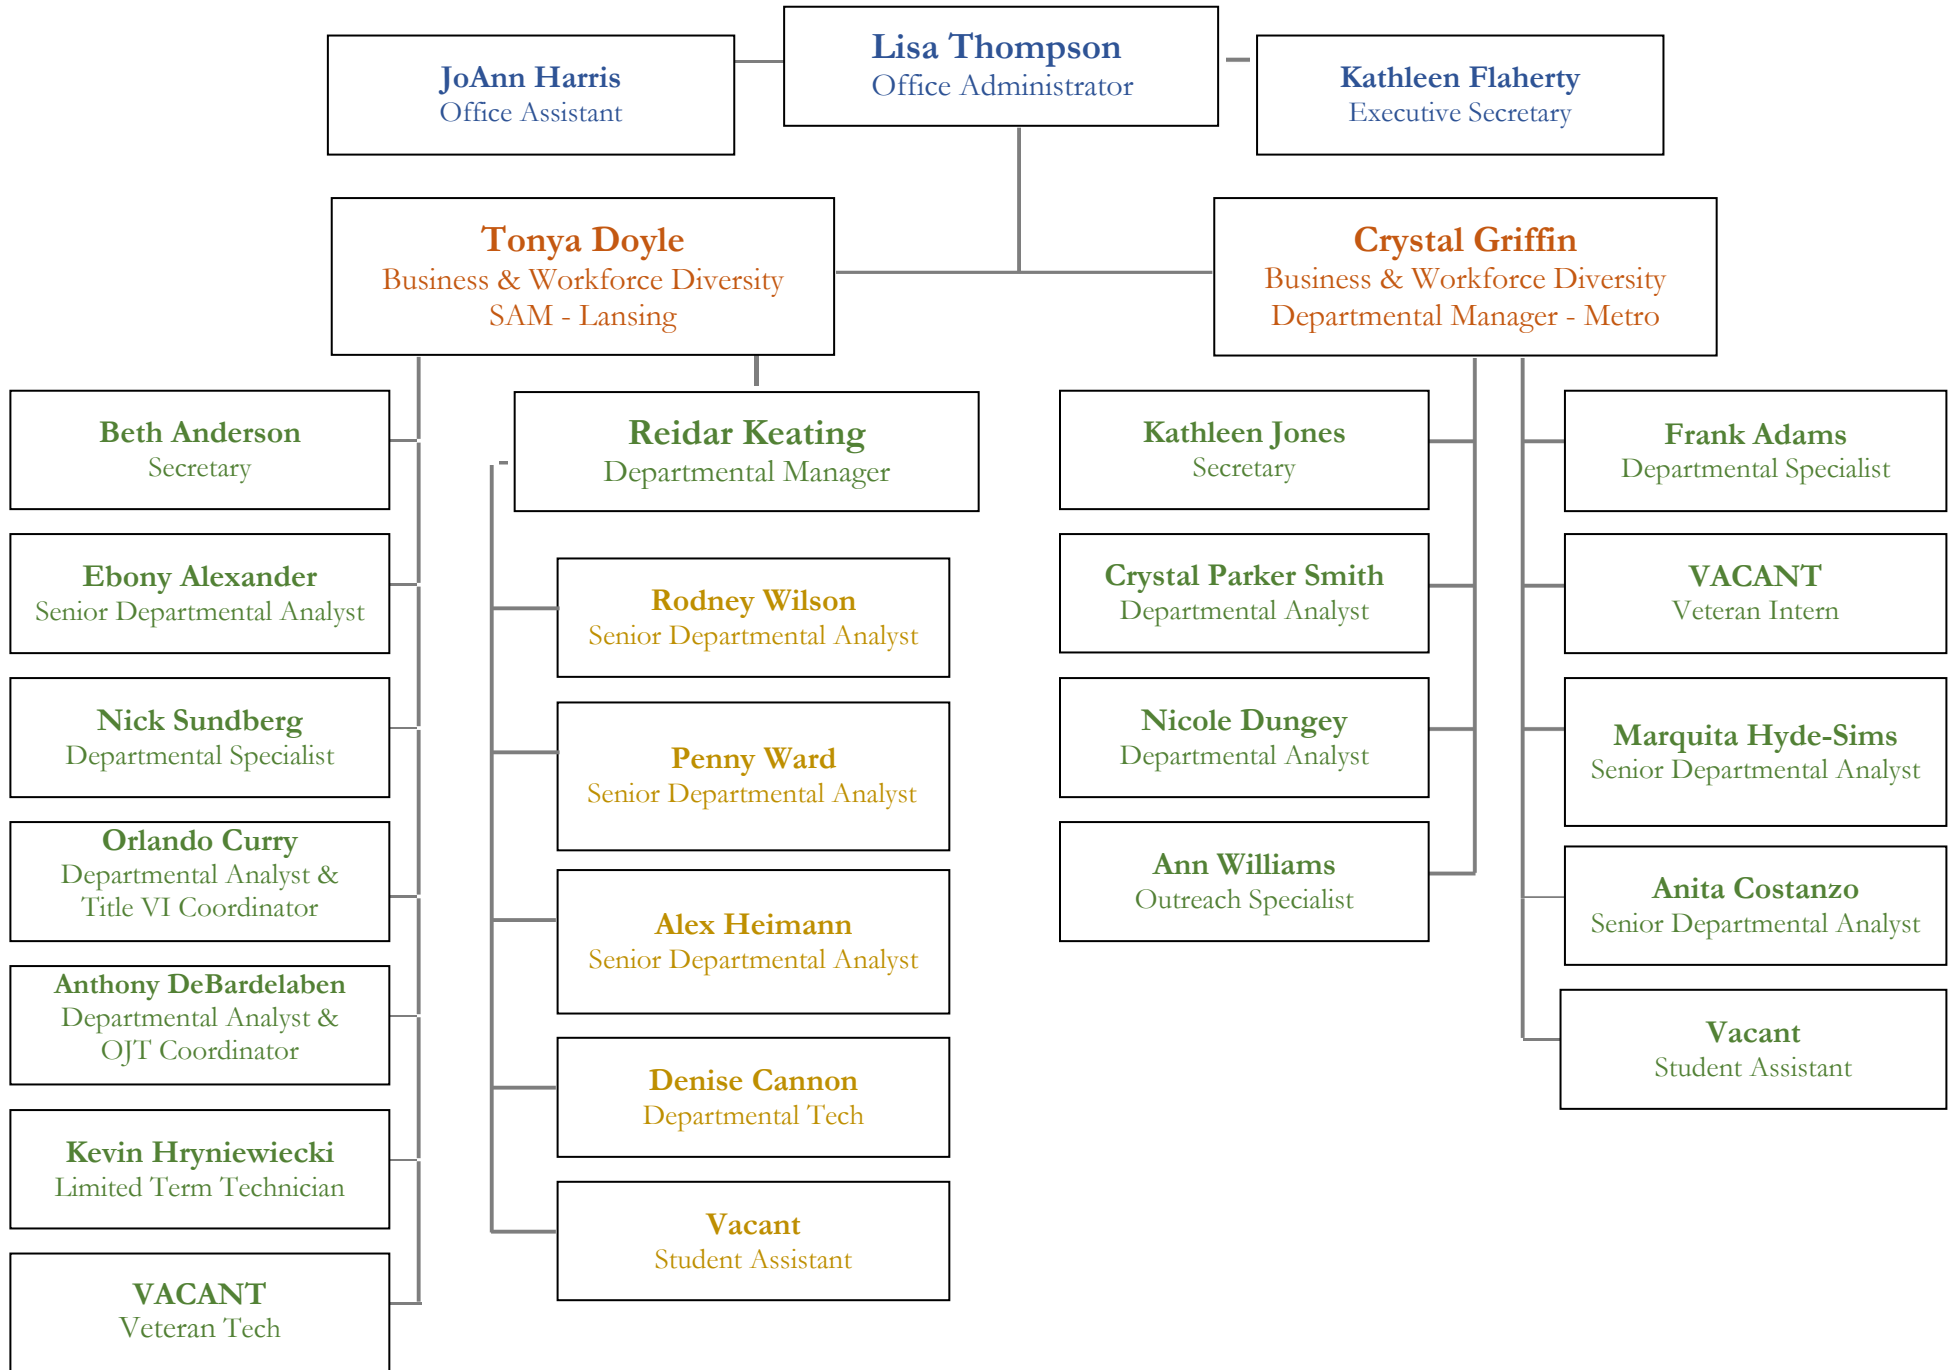 Lisa Thompson
Office Administrator
JoAnn Harris
Office Assistant
Kathleen Flaherty
Executive Secretary
Tonya Doyle
Business & Workforce Diversity
SAM - Lansing
Crystal Griffin
Business & Workforce Diversity
Departmental Manager - Metro
Beth Anderson
Secretary
Ebony Alexander
Senior Departmental Analyst
Nick Sundberg
Departmental Specialist
Orlando Curry
Departmental Analyst &
Title VI Coordinator
Anthony DeBardelaben
Departmental Analyst &
OJT Coordinator
Kevin Hryniewiecki
Limited Term Technician
VACANT
Veteran Tech
Reidar Keating
Departmental Manager
Rodney Wilson
Senior Departmental Analyst
Penny Ward
Senior Departmental Analyst
Alex Heimann
Senior Departmental Analyst
Denise Cannon
Departmental Tech
Vacant
Student Assistant
Kathleen Jones
Secretary
Crystal Parker Smith
Departmental Analyst
Nicole Dungey
Departmental Analyst
Ann Williams
Outreach Specialist
Frank Adams
Departmental Specialist
VACANT
Veteran Intern
Marquita Hyde-Sims
Senior Departmental Analyst
Anita Costanzo
Senior Departmental Analyst
Vacant
Student Assistant